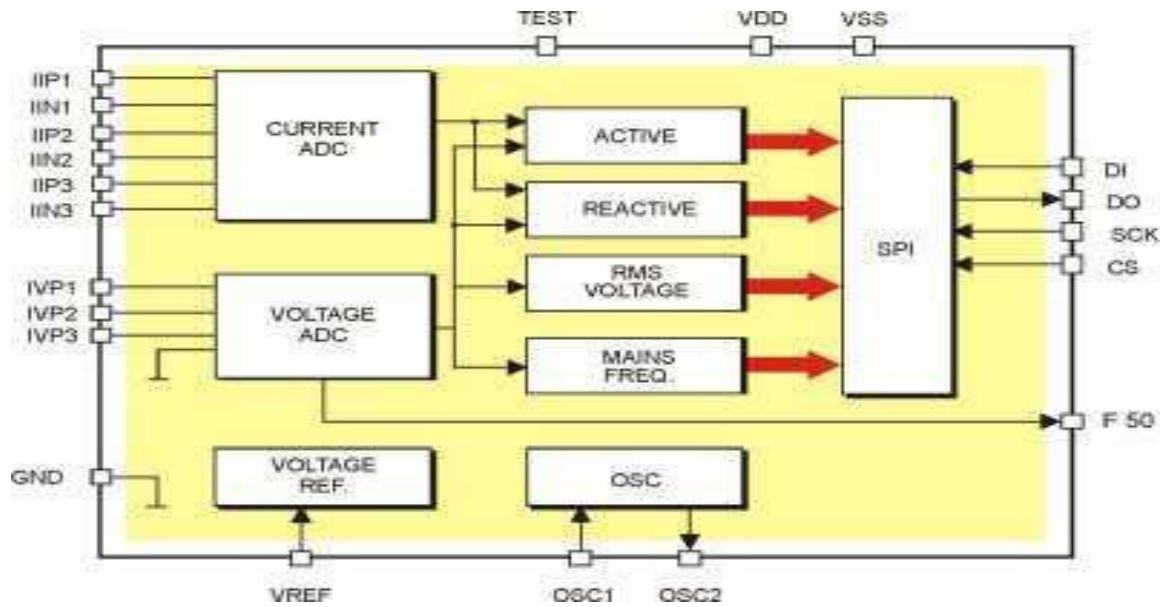 TEST
VDD
VSS
IIP1
IIN1
IIP2
IIN2
IIP3
IIN3
CURRENT
ADC
ACTIVE
REACTIVE
RMS
VOLTAGE
MAINS
FREQ.
SPI
DI
DO
SCK
CS
IVP1
IVP2
IVP3
VOLTAGE
ADC
F 50
GND
VOLTAGE
REF.
OSC
VREF
OSC1
OSC2